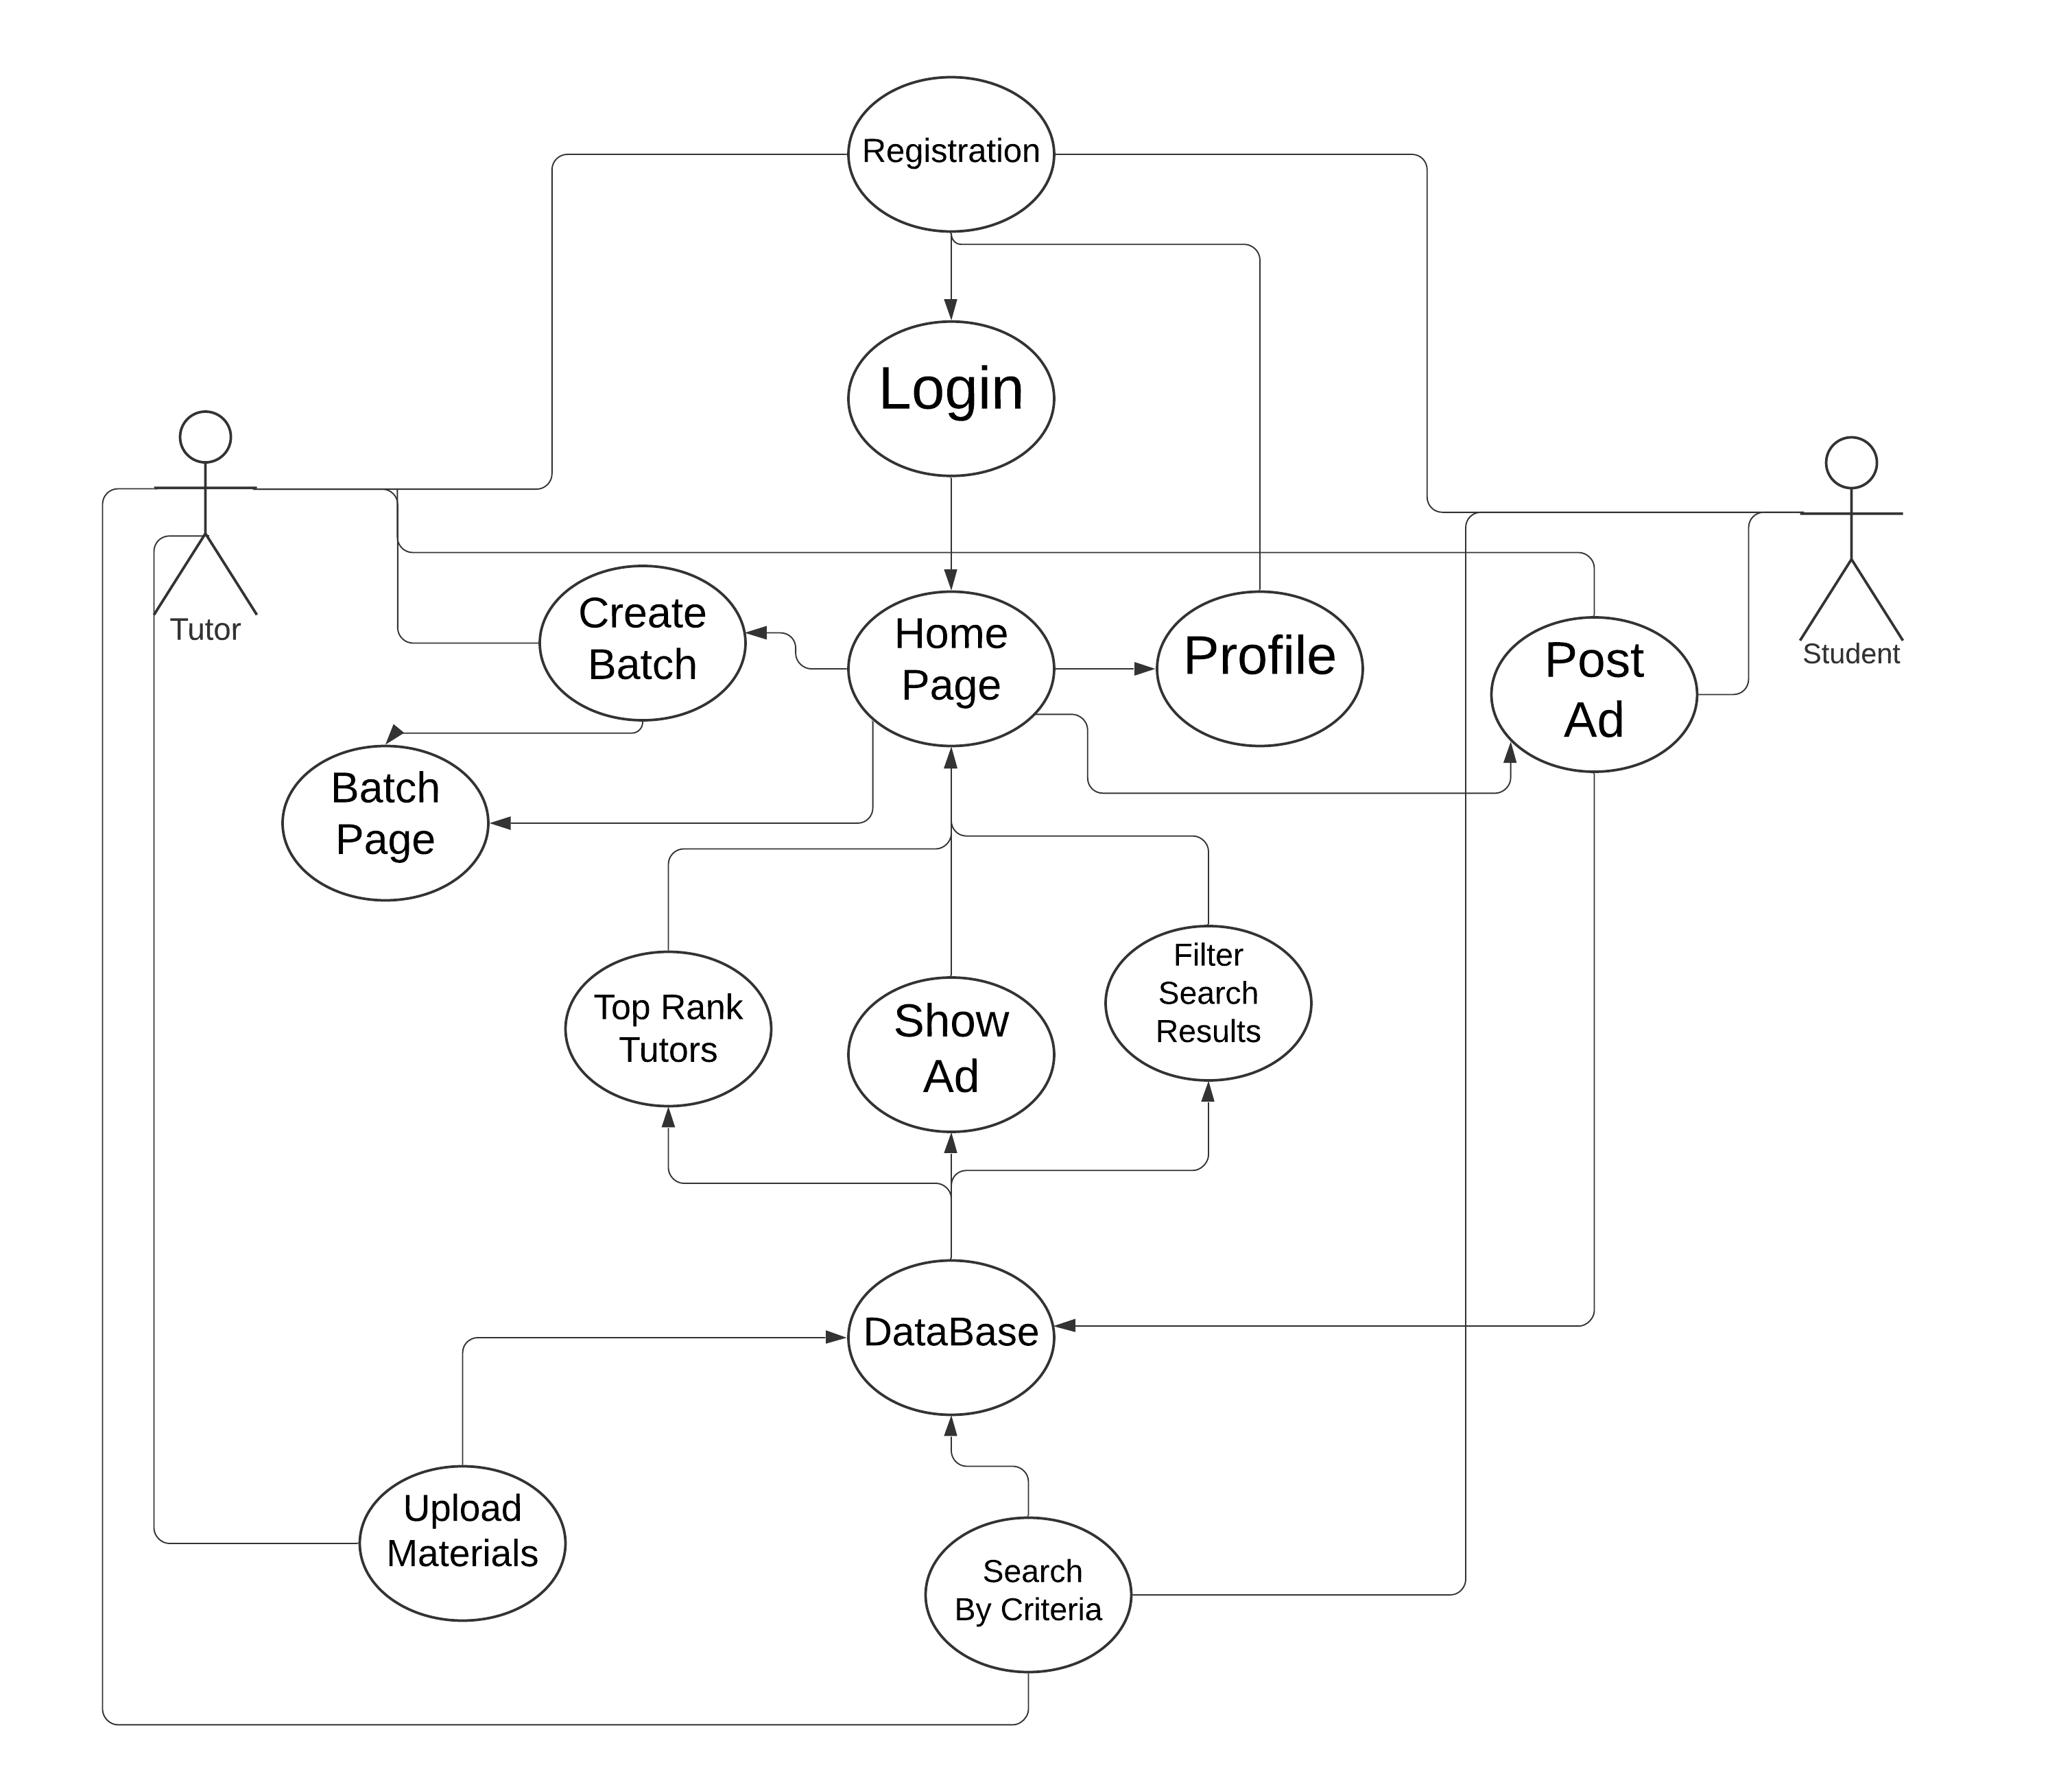 Registration
Login
Tutor
Create
Batch
Home
Page
Profile
Post
Ad
Student
Batch
Page
Top Rank
Tutors
Show
Ad
Filter
Search
Results
DataBase
Upload
Materials
Search
By Criteria